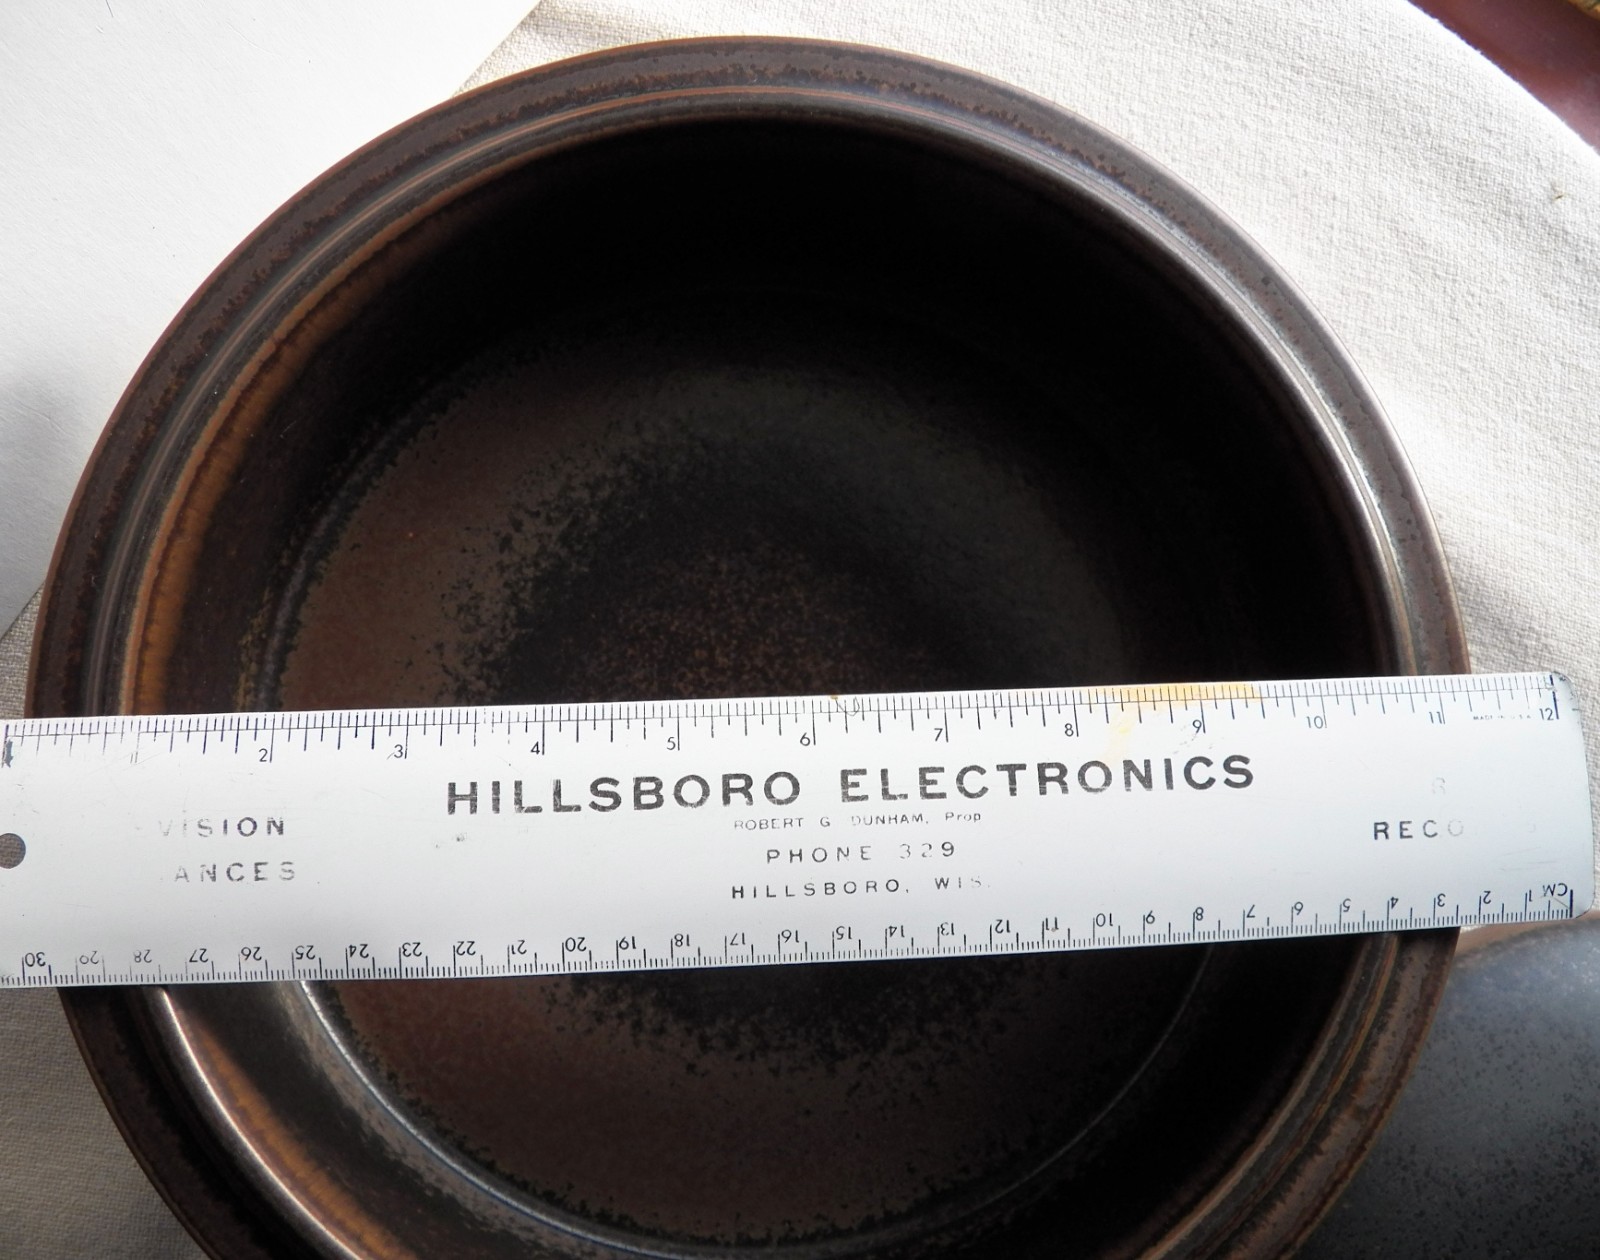 1 2 3 4 5 6 7 8 9 10 11 12
HILLSBORO ELECTRONICS
ROBERT G. DUNHAM, Prop
VISION
PHONE 329
RECO
ANCES
HILLSBORO, WIS.
30 29 28 27 26 25 24 23 22 21 20 19 18 17 16 15 14 13 12 11 10 9 8 7 6 5 4 3 2 1 CM